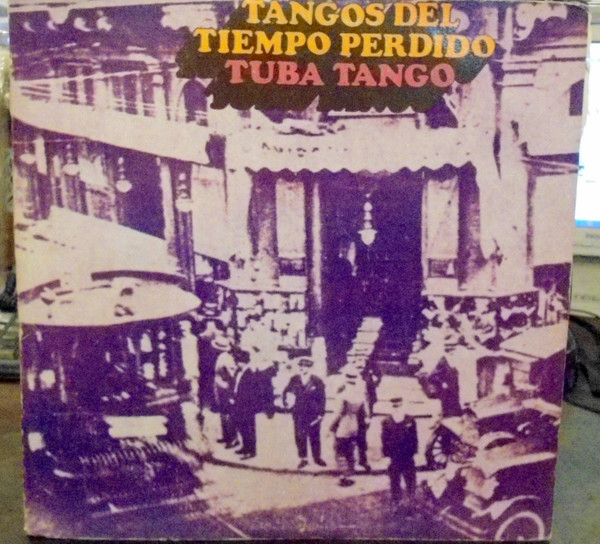 TANGOS DEL
TIEMPO PERDIDO
TUBA TANGO